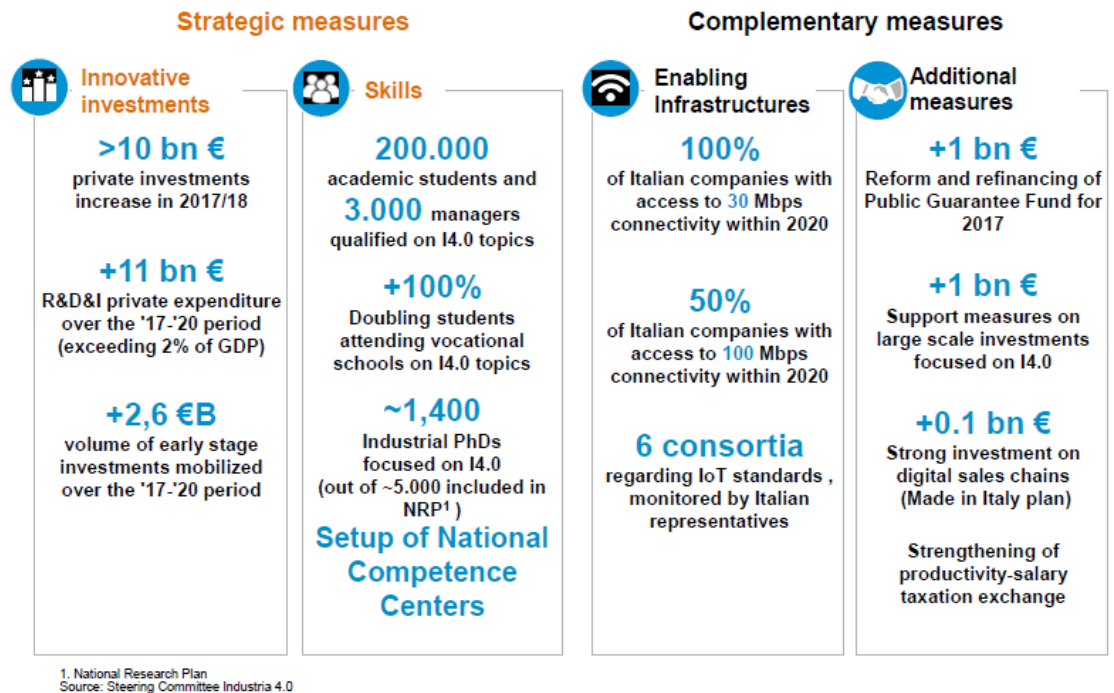 Strategic measures
Complementary measures
Innovative
investments
>10 bn €
private investments
increase in 2017/18
+11 bn €
R&D&I private expenditure
over the '17-'20 period
(exceeding 2% of GDP)
+2,6 €B
volume of early stage
investments mobilized
over the '17-'20 period
Skills
200.000
academic students and
3.000 managers
qualified on I4.0 topics
+100%
Doubling students
attending vocational
schools on I4.0 topics
~1,400
Industrial PhDs
focused on I4.0
(out of ~5.000 included in
NRP¹ )
Setup of National
Competence
Centers
Enabling
Infrastructures
100%
of Italian companies with
access to 30 Mbps
connectivity within 2020
50%
of Italian companies with
access to 100 Mbps
connectivity within 2020
6 consortia
regarding IoT standards ,
monitored by Italian
representatives
Additional
measures
+1 bn €
Reform and refinancing of
Public Guarantee Fund for
2017
+1 bn €
Support measures on
large scale investments
focused on I4.0
+0.1 bn €
Strong investment on
digital sales chains
(Made in Italy plan)
Strengthening of
productivity-salary
taxation exchange
1. National Research Plan
Source: Steering Committee Industria 4.0